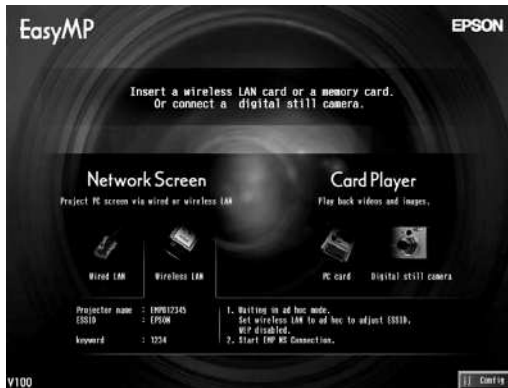 EasyMP
EPSON
Insert a wireless LAN card or a memory card.
Or connect a digital still camera.
Network Screen
Project PC screen via wired or wireless LAN
Wired LAN
Wireless LAN
Card Player
Play back videos and images.
PC card
Digital still camera
Projector name : EMP812345
ESSID : EPSON
keyword : 1234
1. Waiting in ad hoc mode.
Set wireless LAN to ad hoc to adjust ESSID.
WEP disabled.
2. Start EMP NS Connection.
V100
Config